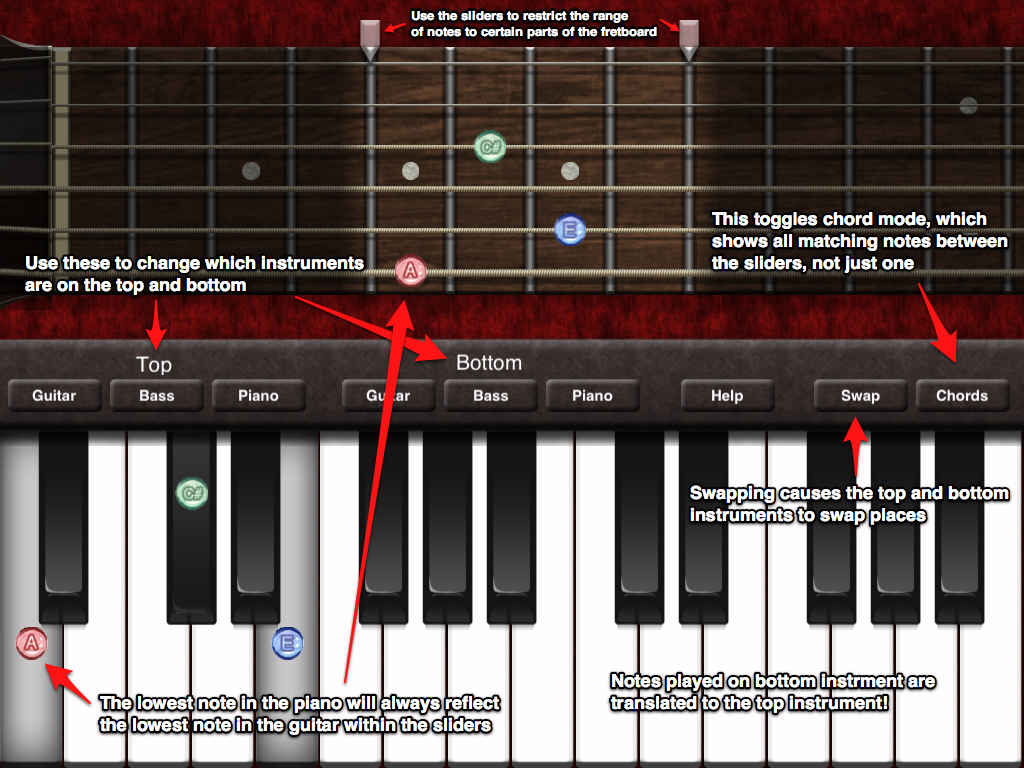 Use the sliders to restrict the range
of notes to certain parts of the fretboard
C#
E
A
This toggles chord mode, which
shows all matching notes between
the sliders, not just one
Use these to change which instruments
are on the top and bottom
Top
Bottom
Guitar
Bass
Piano
Guitar
Bass
Piano
Help
Swap
Chords
C#
Swapping causes the top and bottom
instruments to swap places
A
E
The lowest note in the piano will always reflect
the lowest note in the guitar within the sliders
Notes played on bottom instrment are
translated to the top instrument!